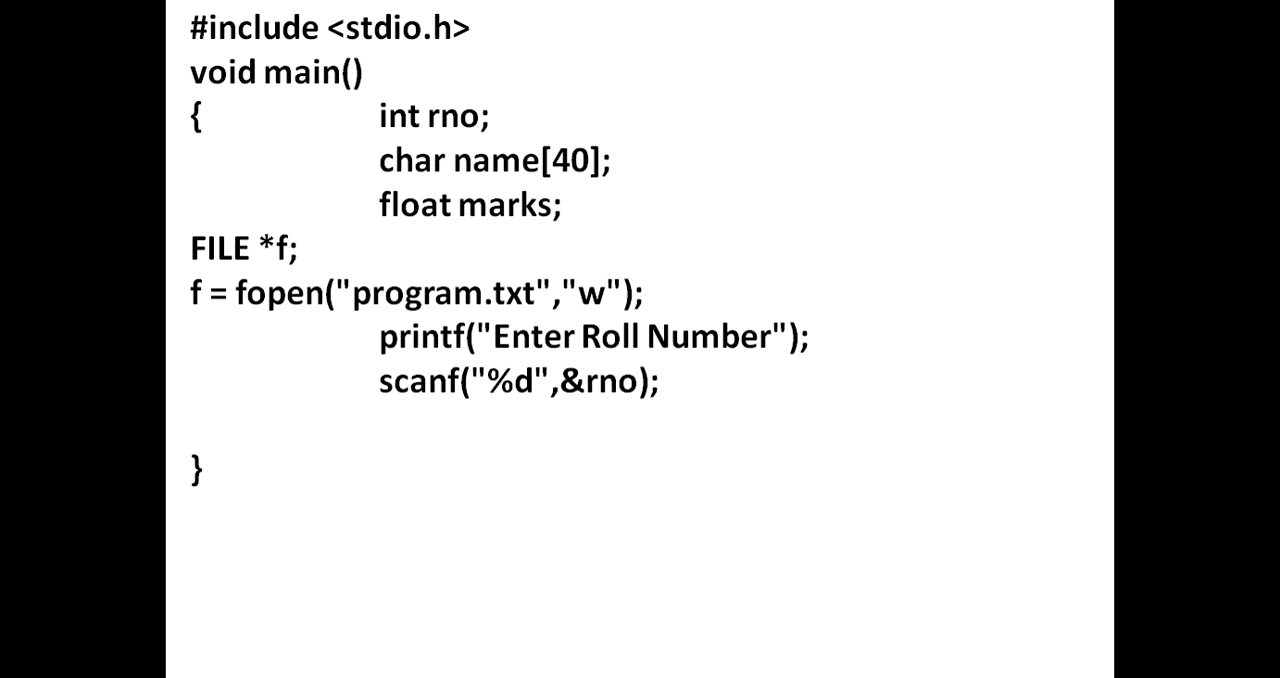 #include <stdio.h>
void main()
{ int rno;
char name[40];
float marks;
FILE *f;
f = fopen("program.txt","w");
printf("Enter Roll Number");
scanf("%d",&rno);
}